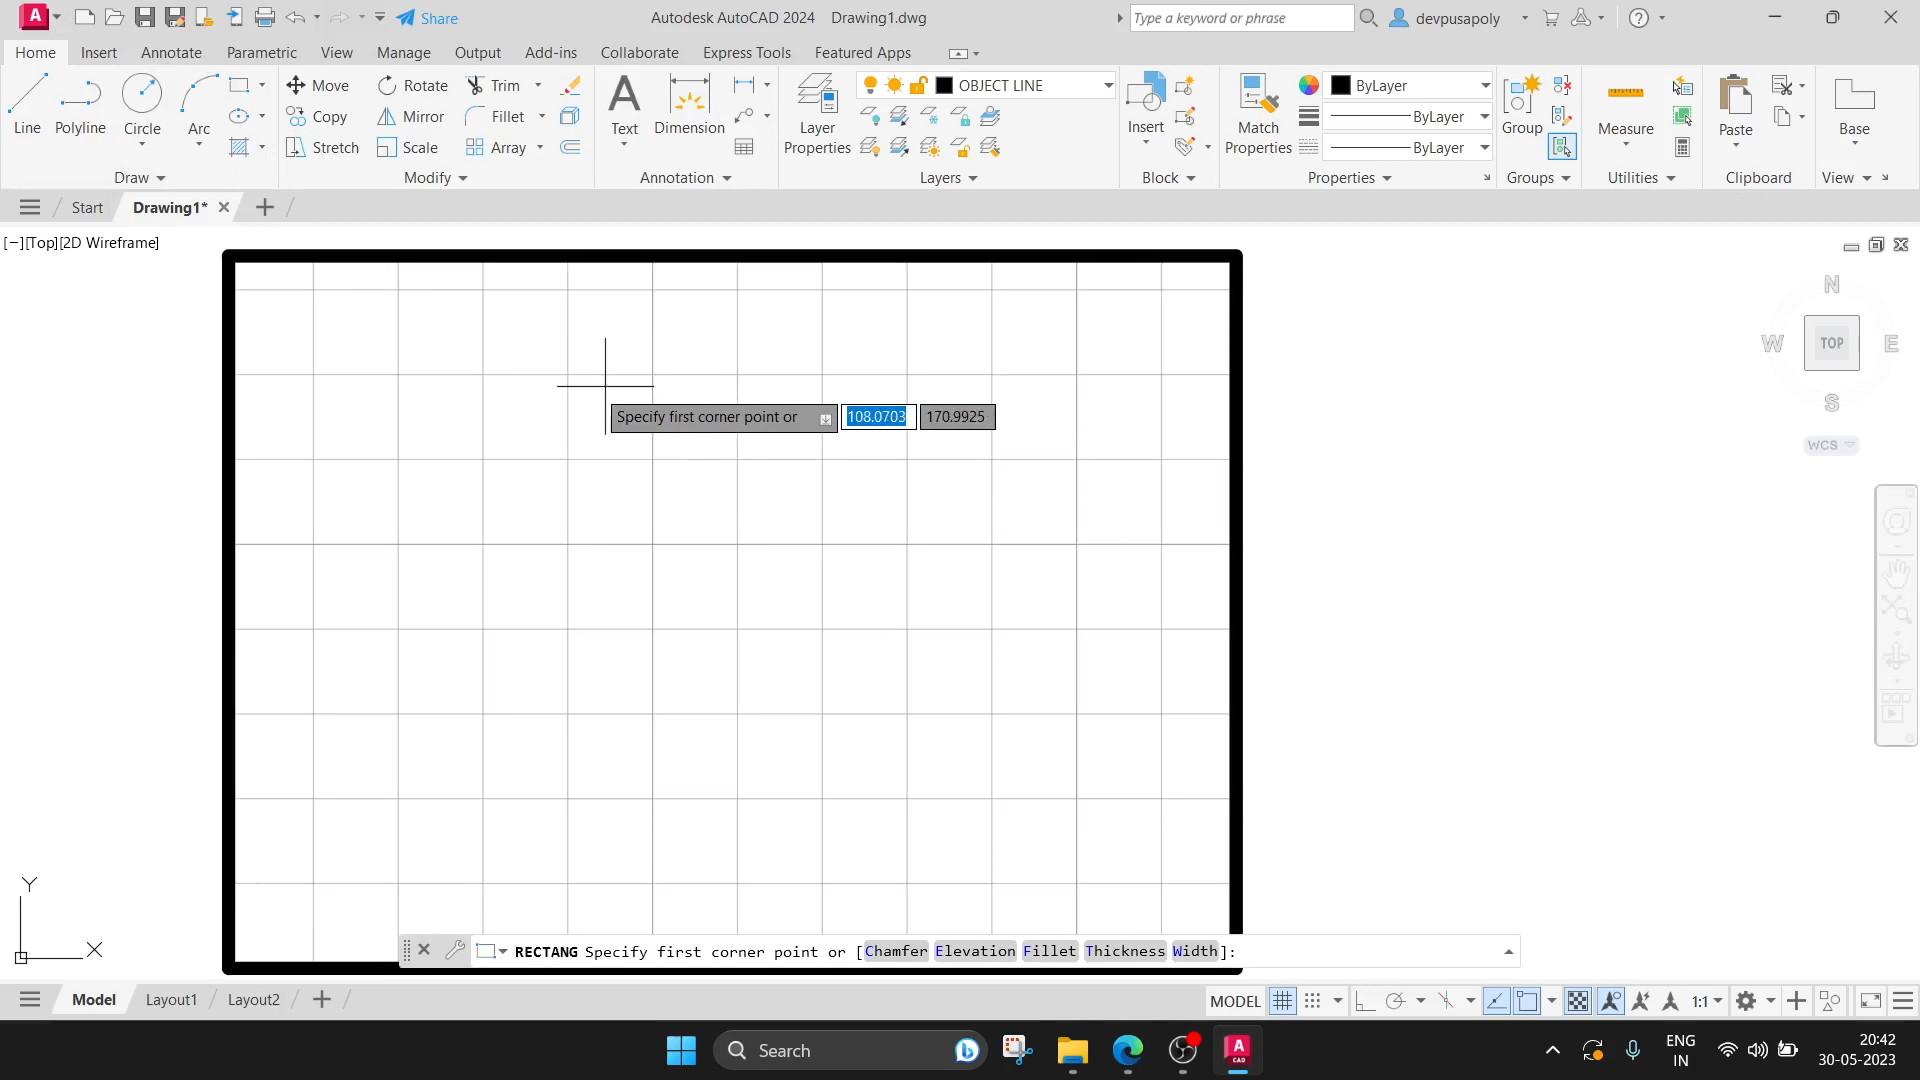 Share Autodesk AutoCAD 2024 Drawing1.dwg Type a keyword or phrase devpusapoly
Home Insert Annotate Parametric View Manage Output Add-ins Collaborate Express Tools Featured Apps
Line Polyline Circle Arc
Move Rotate Trim
Copy Mirror Fillet
Stretch Scale Array
Text Dimension
Layer Properties
OBJECT LINE
Insert
Match Properties
ByLayer
ByLayer
ByLayer
Group Measure Paste Base
Draw Modify Annotation Layers Block Properties Groups Utilities Clipboard View
Start Drawing1*
[−][Top][2D Wireframe]
N
W TOP E
S
WCS
Specify first corner point or 108.0703 170.9925
Y
X
RECTANG Specify first corner point or [Chamfer Elevation Fillet Thickness Width]:
Model Layout1 Layout2 MODEL 1:1
Search
ENG
IN
20:42
30-05-2023